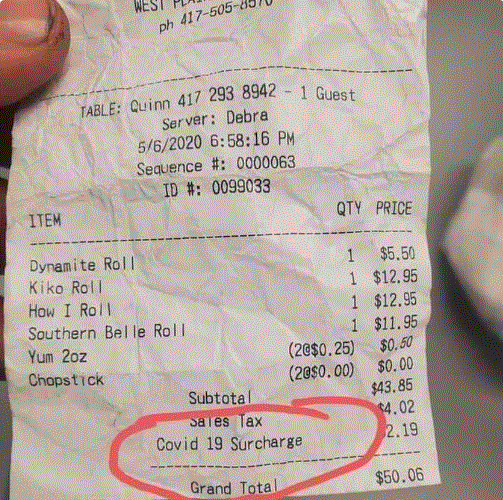 WEST
ph 417-505-8570
TABLE: Quinn 417 293 8942 - 1 Guest
Server: Debra
5/6/2020 6:58:16 PM
Sequence #: 0000063
ID #: 0099033
ITEM QTY PRICE
Dynamite Roll 1 $5.50
Kiko Roll 1 $12.95
How I Roll 1 $12.95
Southern Belle Roll 1 $11.95
Yum 2oz (2@$0.25) $0.50
Chopstick (2@$0.00) $0.00
Subtotal $43.85
Sales Tax $4.02
Covid 19 Surcharge 2.19
Grand Total $50.06